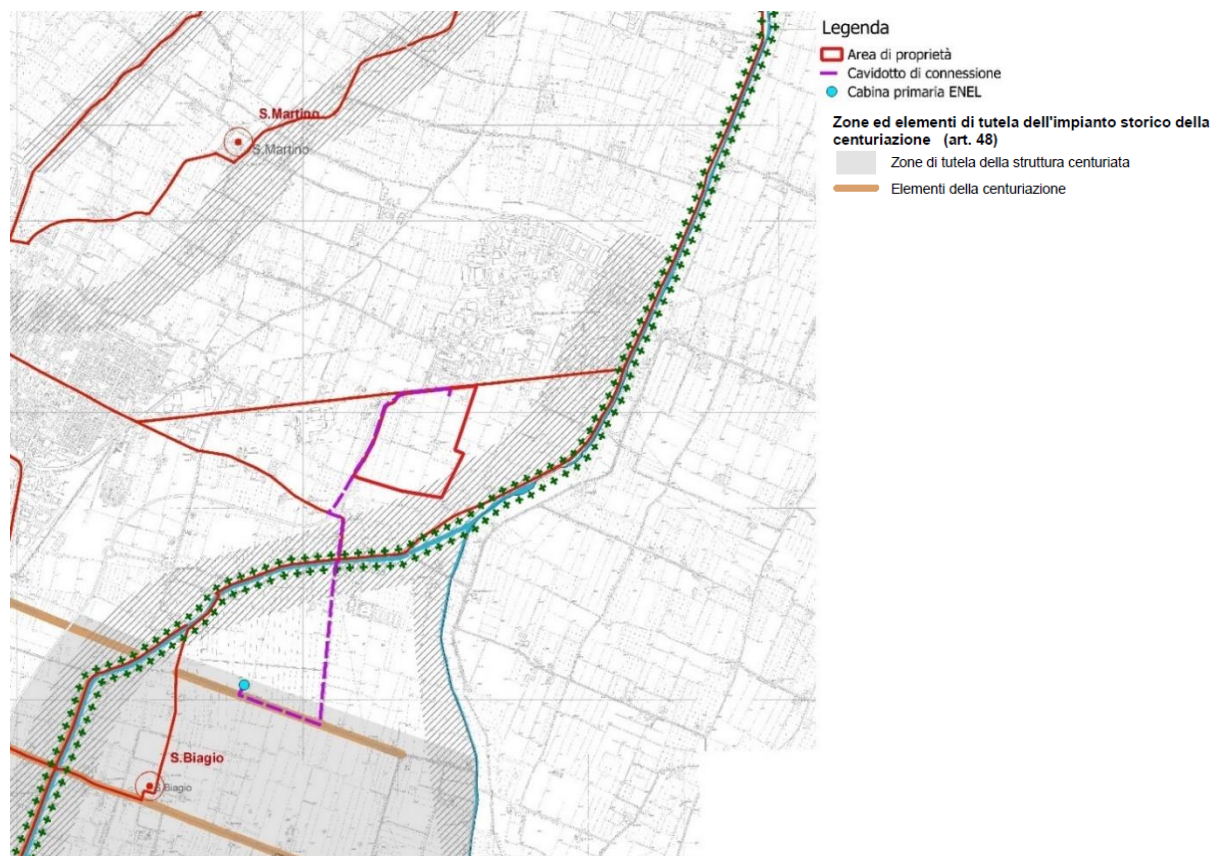 Legenda
Area di proprietà
Cavidotto di connessione
Cabina primaria ENEL
Zone ed elementi di tutela dell'impianto storico della
centuriazione (art. 48)
Zone di tutela della struttura centuriata
Elementi della centuriazione
S.Martino
S.Martino
S.Biagio
S.Biagio